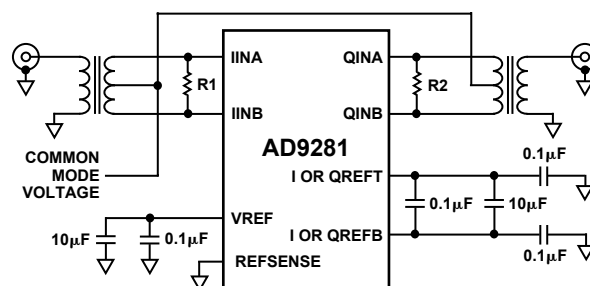 IINA
QINA
R1
R2
IINB
QINB
AD9281
COMMON
MODE
VOLTAGE
0.1µF
I OR QREFT
0.1µF
10µF
VREF
10µF
0.1µF
I OR QREFB
REFSENSE
0.1µF